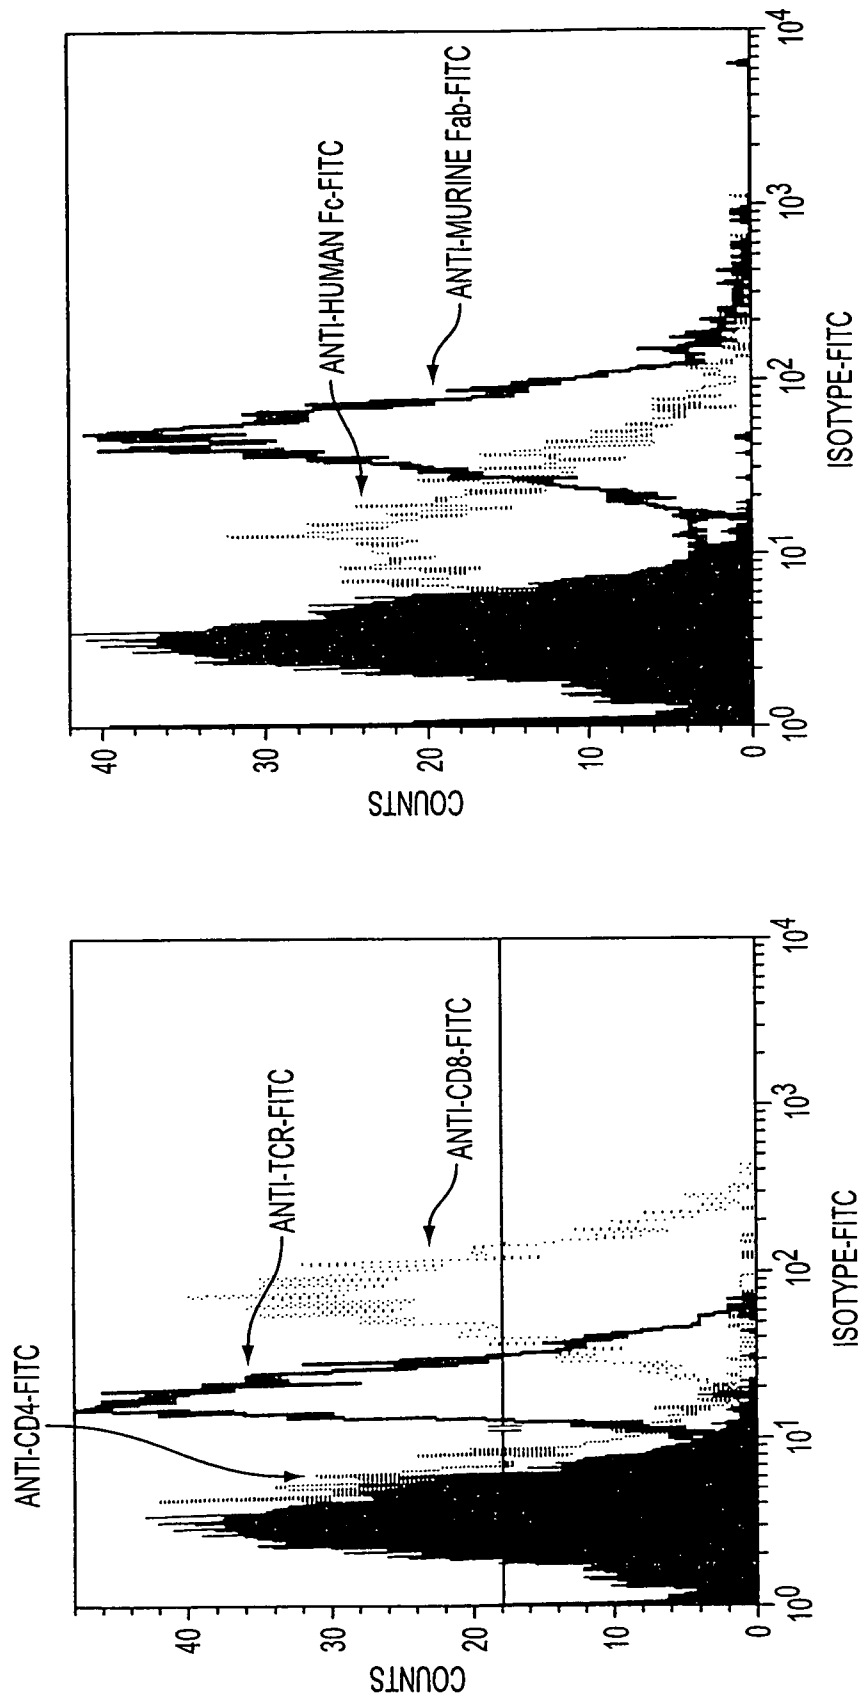 ANTI-CD4-FITC
ANTI-TCR-FITC
ANTI-CD8-FITC
COUNTS
40
30
20
10
0
10⁰
10¹
10²
10³
10⁴
ISOTYPE-FITC
ANTI-HUMAN Fc-FITC
ANTI-MURINE Fab-FITC
COUNTS
40
30
20
10
0
10⁰
10¹
10²
10³
10⁴
ISOTYPE-FITC